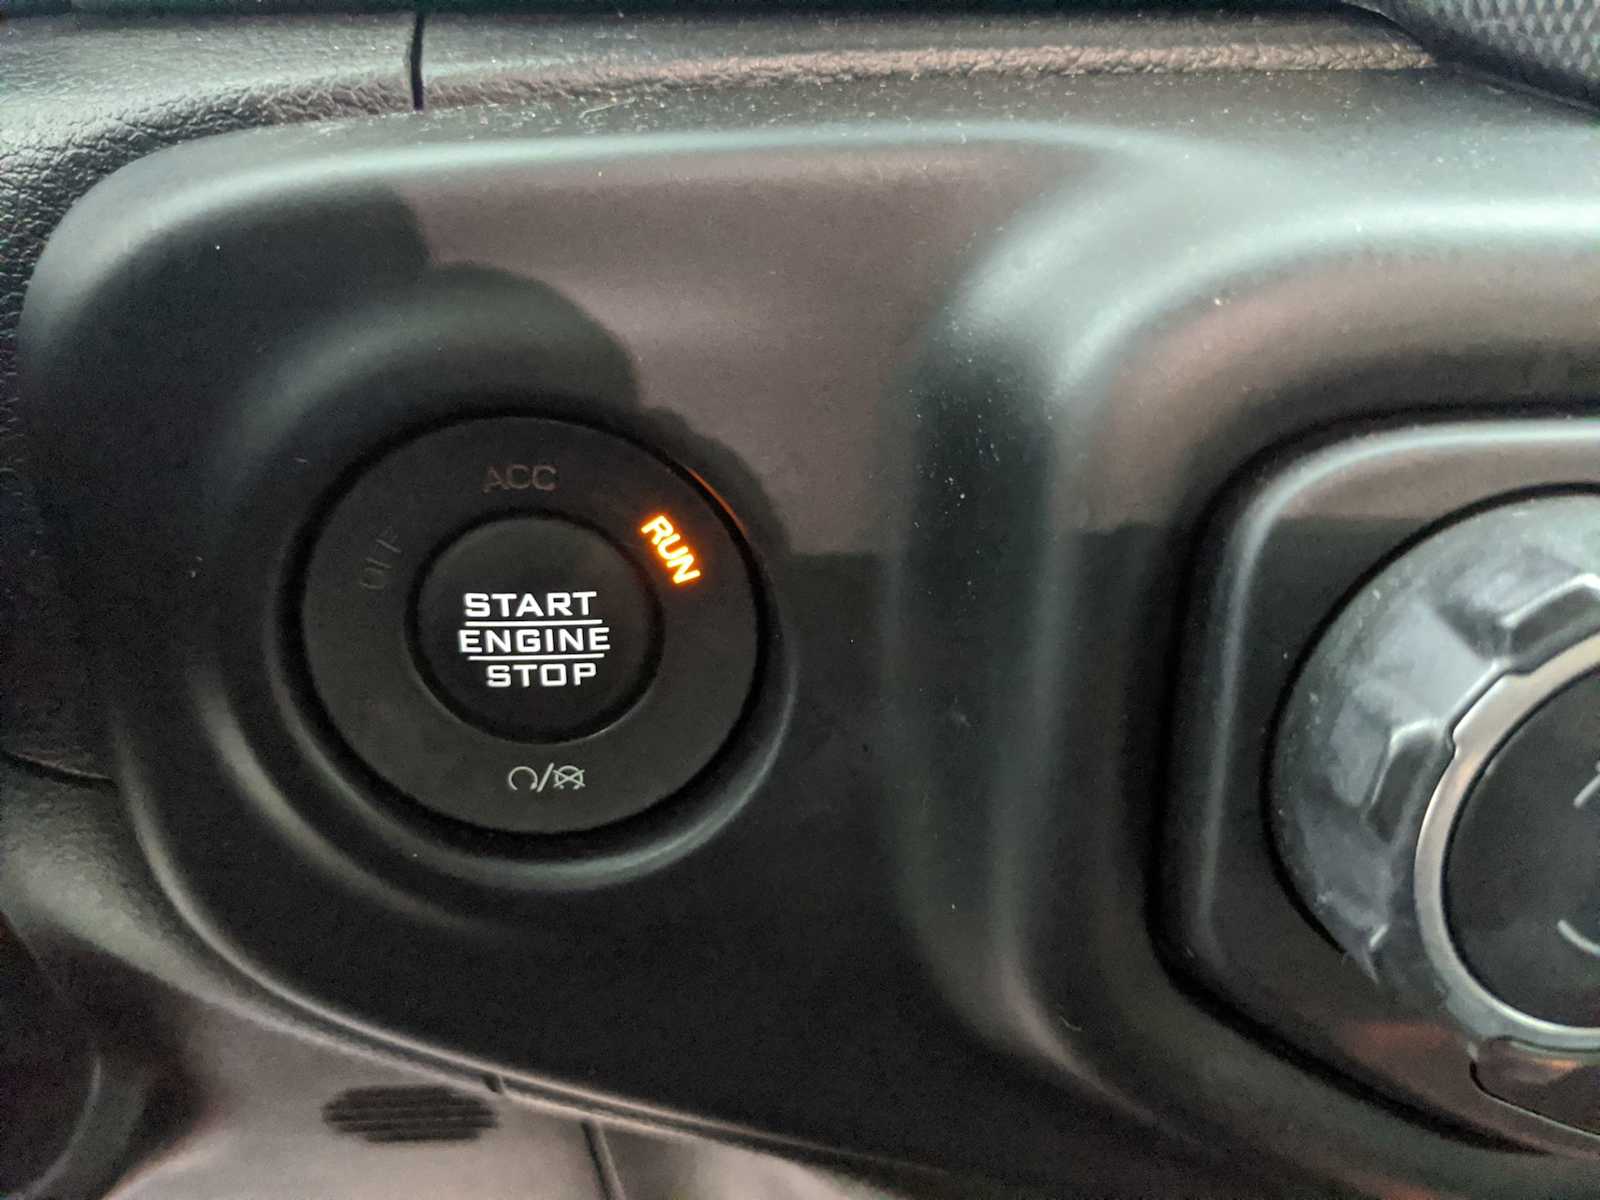 ACC
OFF
RUN
START
ENGINE
STOP